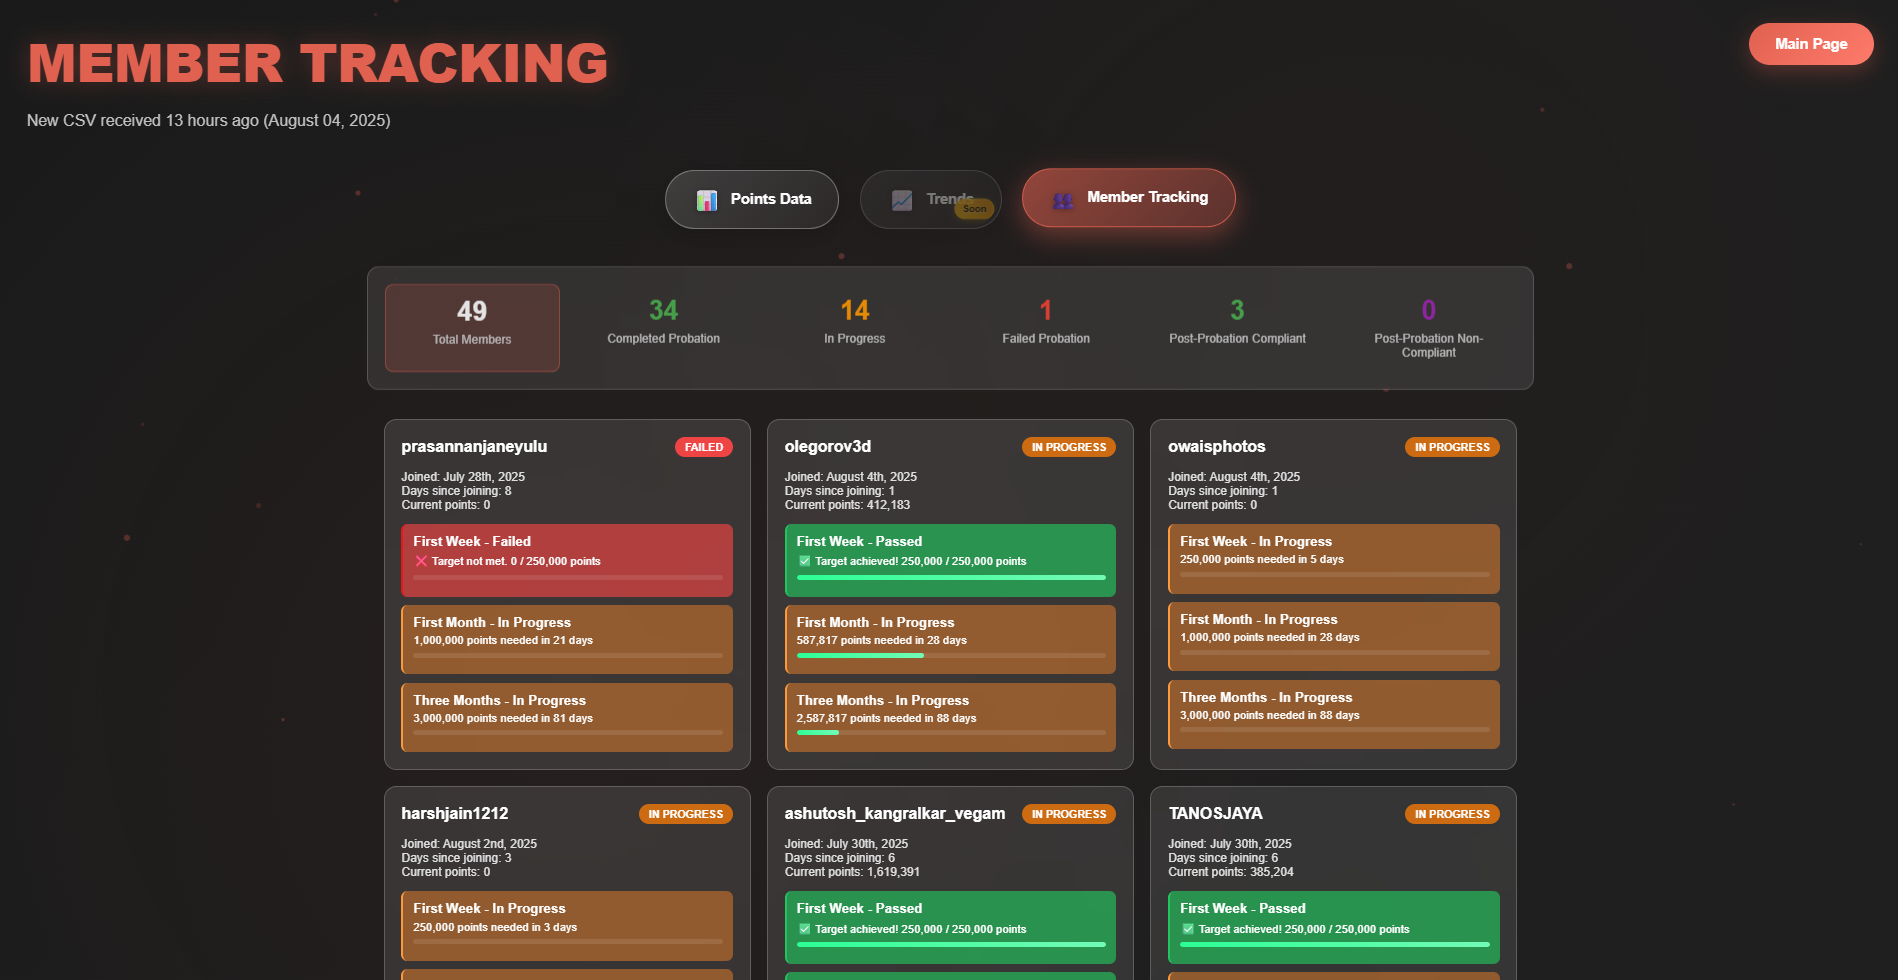 MEMBER TRACKING
Main Page
New CSV received 13 hours ago (August 04, 2025)
Points Data
Trends
Soon
Member Tracking
49
Total Members
34
Completed Probation
14
In Progress
1
Failed Probation
3
Post-Probation Compliant
0
Post-Probation Non-
Compliant
prasannanjaneyulu
FAILED
Joined: July 28th, 2025
Days since joining: 8
Current points: 0
First Week - Failed
❌ Target not met. 0 / 250,000 points
First Month - In Progress
1,000,000 points needed in 21 days
Three Months - In Progress
3,000,000 points needed in 81 days
olegorov3d
IN PROGRESS
Joined: August 4th, 2025
Days since joining: 1
Current points: 412,183
First Week - Passed
✅ Target achieved! 250,000 / 250,000 points
First Month - In Progress
587,817 points needed in 28 days
Three Months - In Progress
2,587,817 points needed in 88 days
owaisphotos
IN PROGRESS
Joined: August 4th, 2025
Days since joining: 1
Current points: 0
First Week - In Progress
250,000 points needed in 5 days
First Month - In Progress
1,000,000 points needed in 28 days
Three Months - In Progress
3,000,000 points needed in 88 days
harshjain1212
IN PROGRESS
Joined: August 2nd, 2025
Days since joining: 3
Current points: 0
First Week - In Progress
250,000 points needed in 3 days
ashutosh_kangralkar_vegam
IN PROGRESS
Joined: July 30th, 2025
Days since joining: 6
Current points: 1,619,391
First Week - Passed
✅ Target achieved! 250,000 / 250,000 points
TANOSJAYA
IN PROGRESS
Joined: July 30th, 2025
Days since joining: 6
Current points: 385,204
First Week - Passed
✅ Target achieved! 250,000 / 250,000 points